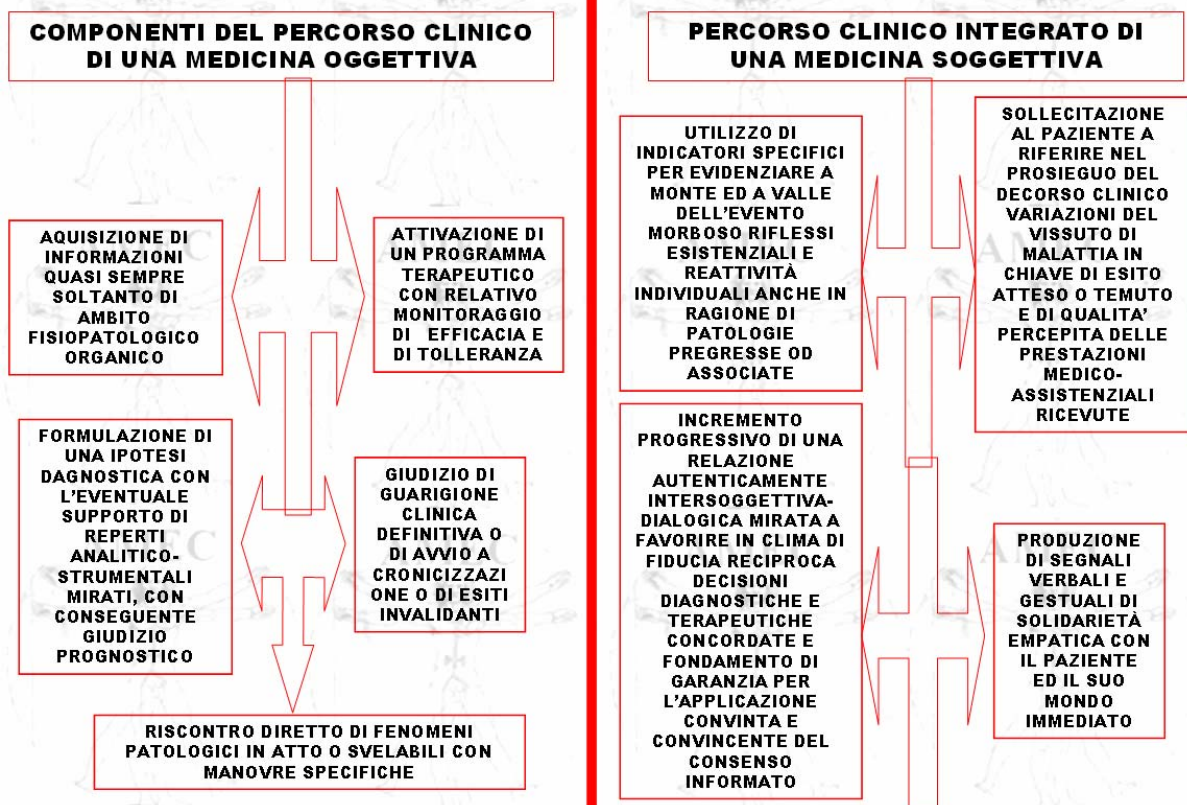 COMPONENTI DEL PERCORSO CLINICO
DI UNA MEDICINA OGGETTIVA
AQUISIZIONE DI
INFORMAZIONI
QUASI SEMPRE
SOLTANTO DI
AMBITO
FISIOPATOLOGICO
ORGANICO
ATTIVAZIONE DI
UN PROGRAMMA
TERAPEUTICO
CON RELATIVO
MONITORAGGIO
DI EFFICACIA E
DI TOLLERANZA
FORMULAZIONE DI
UNA IPOTESI
DAGNOSTICA CON
L'EVENTUALE
SUPPORTO DI
REPERTI
ANALITICO-
STRUMENTALI
MIRATI, CON
CONSEGUENTE
GIUDIZIO
PROGNOSTICO
GIUDIZIO DI
GUARIGIONE
CLINICA
DEFINITIVA O
DI AVVIO A
CRONICIZZAZI
ONE O DI ESITI
INVALIDANTI
RISCONTRO DIRETTO DI FENOMENI
PATOLOGICI IN ATTO O SVELABILI CON
MANOVRE SPECIFICHE
PERCORSO CLINICO INTEGRATO DI
UNA MEDICINA SOGGETTIVA
UTILIZZO DI
INDICATORI SPECIFICI
PER EVIDENZIARE A
MONTE ED A VALLE
DELL'EVENTO
MORBOSO RIFLESSI
ESISTENZIALI E
REATTIVITÀ
INDIVIDUALI ANCHE IN
RAGIONE DI
PATOLOGIE
PREGRESSE OD
ASSOCIATE
SOLLECITAZIONE
AL PAZIENTE A
RIFERIRE NEL
PROSIEGUO DEL
DECORSO CLINICO
VARIAZIONI DEL
VISSUTO DI
MALATTIA IN
CHIAVE DI ESITO
ATTESO O TEMUTO
E DI QUALITA'
PERCEPITA DELLE
PRESTAZIONI
MEDICO-
ASSISTENZIALI
RICEVUTE
INCREMENTO
PROGRESSIVO DI UNA
RELAZIONE
AUTENTICAMENTE
INTERSOGGETTIVA-
DIALOGICA MIRATA A
FAVORIRE IN CLIMA DI
FIDUCIA RECIPROCA
DECISIONI
DIAGNOSTICHE E
TERAPEUTICHE
CONCORDATE E
FONDAMENTO DI
GARANZIA PER
L'APPLICAZIONE
CONVINTA E
CONVINCENTE DEL
CONSENSO
INFORMATO
PRODUZIONE
DI SEGNALI
VERBALI E
GESTUALI DI
SOLIDARIETÀ
EMPATICA CON
IL PAZIENTE
ED IL SUO
MONDO
IMMEDIATO